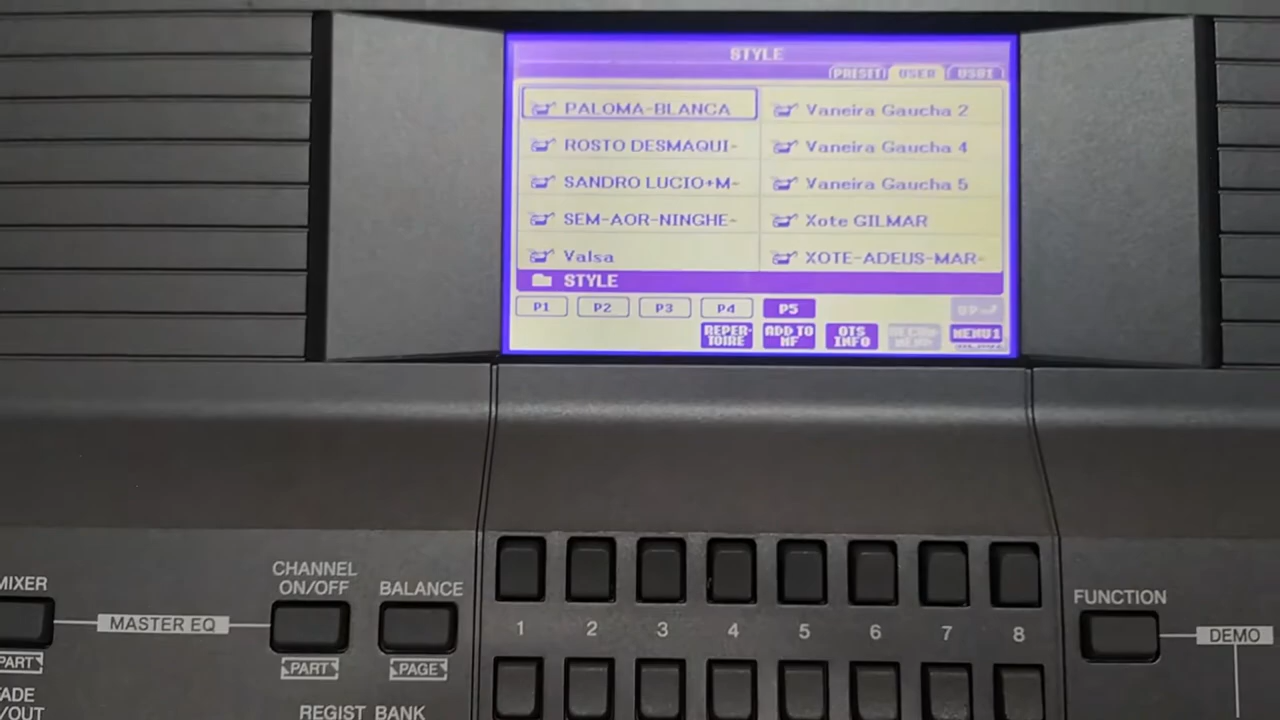 STYLE
PRESET USER USB1
PALOMA-BLANCA
ROSTO DESMAQUI-
SANDRO LUCIO+M-
SEM-AOR-NINGHE-
Valsa
Vaneira Gaucha 2
Vaneira Gaucha 4
Vaneira Gaucha 5
Xote GILMAR
XOTE-ADEUS-MAR-
STYLE
P1 P2 P3 P4 P5
UP
REPER-
TOIRE
ADD TO
MF
OTS
INFO
MENU1
MIXER
MASTER EQ
CHANNEL
ON/OFF
BALANCE
PART
PART
PAGE
REGIST BANK
1 2 3 4 5 6 7 8
FUNCTION
DEMO